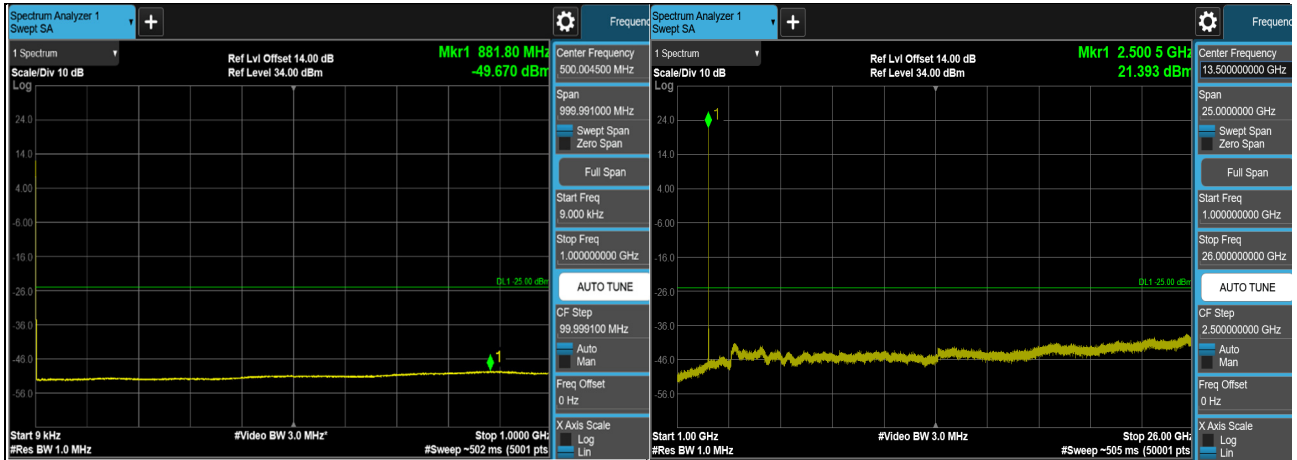 Spectrum Analyzer 1
Swept SA
+
Frequenc
1 Spectrum
Ref Lvl Offset 14.00 dB
Mkr1 881.80 MHz
Scale/Div 10 dB
Ref Level 34.00 dBm
-49.670 dBm
Log
24.0
14.0
4.00
-6.00
-16.0
DL1 -25.00 dBm
-26.0
-36.0
1
-46.0
-56.0
Start 9 kHz
#Video BW 3.0 MHz*
Stop 1.0000 GHz
#Res BW 1.0 MHz
#Sweep ~502 ms (5001 pts
Center Frequency
500.004500 MHz
Span
999.991000 MHz
Swept Span
Zero Span
Full Span
Start Freq
9.000 kHz
Stop Freq
1.000000000 GHz
AUTO TUNE
CF Step
99.999100 MHz
Auto
Man
Freq Offset
0 Hz
X Axis Scale
Log
Lin
Spectrum Analyzer 1
Swept SA
+
Frequenc
1 Spectrum
Ref Lvl Offset 14.00 dB
Mkr1 2.500 5 GHz
Scale/Div 10 dB
Ref Level 34.00 dBm
21.393 dBm
Log
1
24.0
14.0
4.00
-6.00
-16.0
DL1 -25.00 dBm
-26.0
-36.0
-46.0
-56.0
Start 1.00 GHz
#Video BW 3.0 MHz
Stop 26.00 GHz
#Res BW 1.0 MHz
#Sweep ~505 ms (50001 pts
Center Frequency
13.500000000 GHz
Span
25.0000000 GHz
Swept Span
Zero Span
Full Span
Start Freq
1.000000000 GHz
Stop Freq
26.000000000 GHz
AUTO TUNE
CF Step
2.500000000 GHz
Auto
Man
Freq Offset
0 Hz
X Axis Scale
Log
Lin